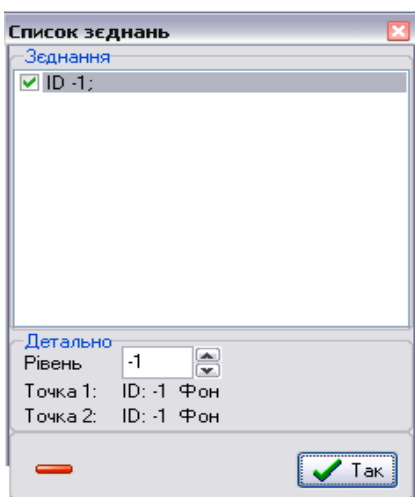 Список зєднань
Зєднання
ID -1;
Детально
Рівень -1
Точка 1: ID: -1 Фон
Точка 2: ID: -1 Фон
Так